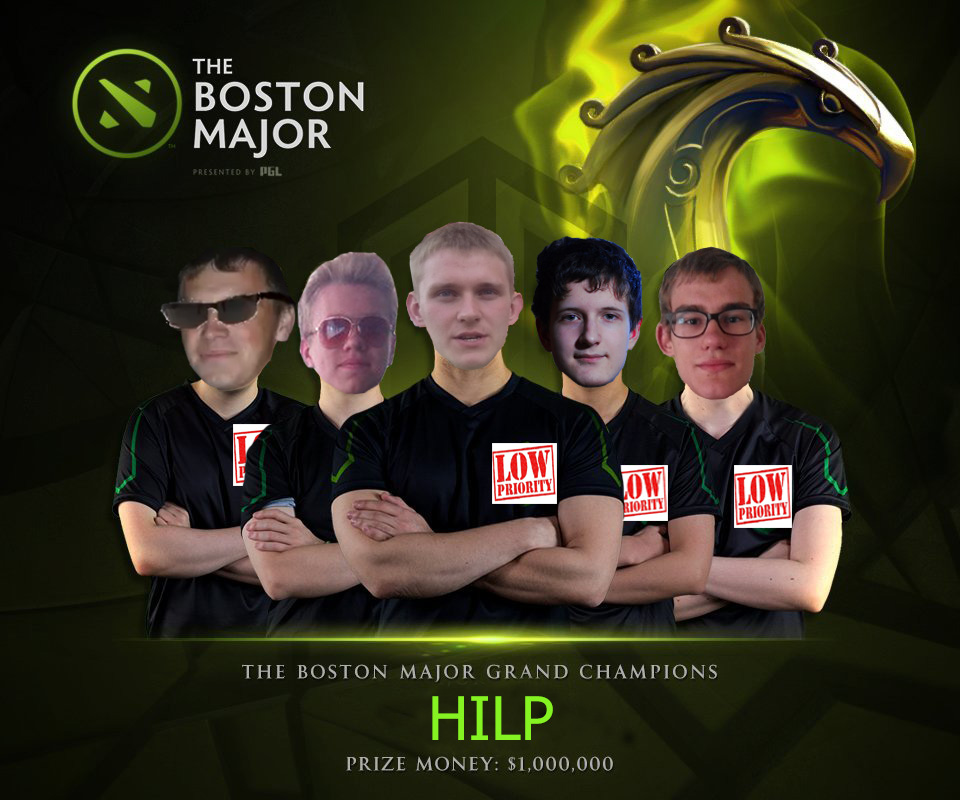 THE
BOSTON
MAJOR
TM
PRESENTED BY PGL
LOW
PRIORITY
LOW
PRIORITY
LOW
PRIORITY
THE BOSTON MAJOR GRAND CHAMPIONS
HILP
PRIZE MONEY: $1,000,000